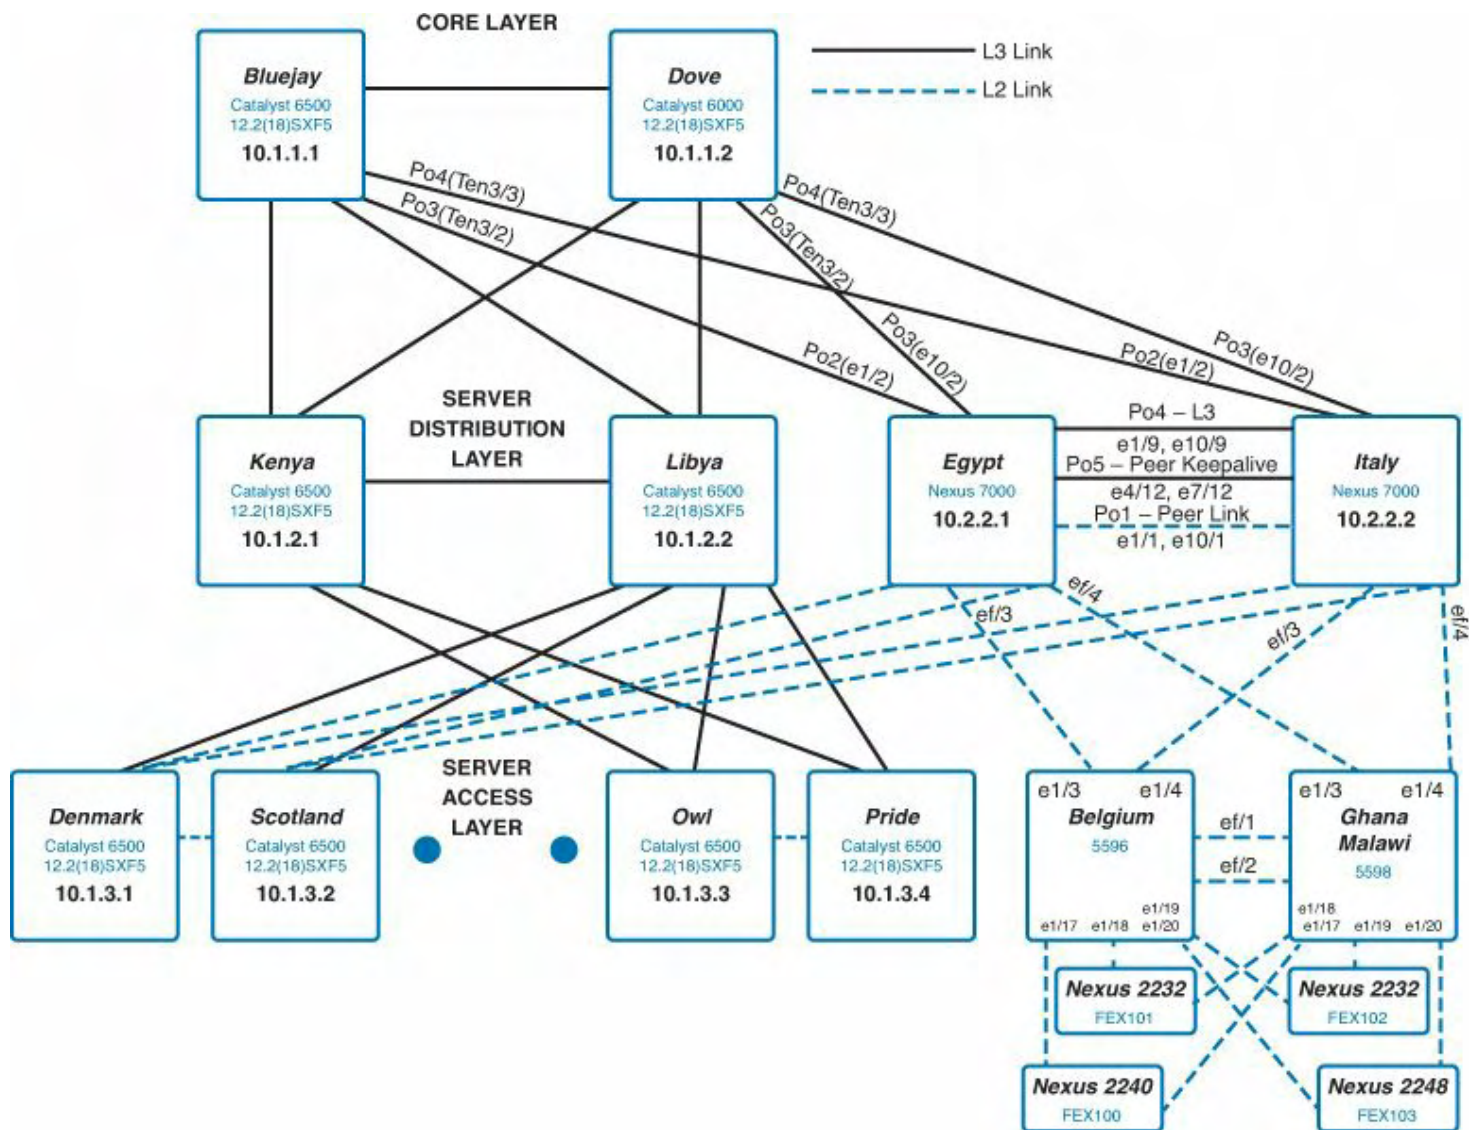 CORE LAYER
L3 Link
L2 Link
Bluejay
Catalyst 6500
12.2(18)SXF5
10.1.1.1
Dove
Catalyst 6000
12.2(18)SXF5
10.1.1.2
Po4(Ten3/3)
Po3(Ten3/2)
Po4(Ten3/3)
Po3(Ten3/2)
Po3(e10/2)
Po2(e1/2)
Po2(e1/2)
Po3(e10/2)
SERVER
DISTRIBUTION
LAYER
Kenya
Catalyst 6500
12.2(18)SXF5
10.1.2.1
Libya
Catalyst 6500
12.2(18)SXF5
10.1.2.2
Egypt
Nexus 7000
10.2.2.1
Po4 – L3
e1/9, e10/9
Po5 – Peer Keepalive
e4/12, e7/12
Po1 – Peer Link
e1/1, e10/1
Italy
Nexus 7000
10.2.2.2
ef/3
ef/4
ef/3
ef/4
SERVER
ACCESS
LAYER
Denmark
Catalyst 6500
12.2(18)SXF5
10.1.3.1
Scotland
Catalyst 6500
12.2(18)SXF5
10.1.3.2
Owl
Catalyst 6500
12.2(18)SXF5
10.1.3.3
Pride
Catalyst 6500
12.2(18)SXF5
10.1.3.4
e1/3 e1/4
Belgium
5596
e1/19
e1/17 e1/18 e1/20
ef/1
ef/2
e1/3 e1/4
Ghana
Malawi
5598
e1/18
e1/17 e1/19 e1/20
Nexus 2232
FEX101
Nexus 2232
FEX102
Nexus 2240
FEX100
Nexus 2248
FEX103